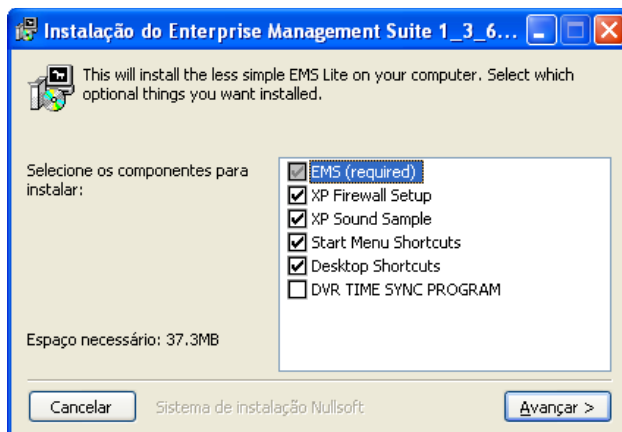 Instalação do Enterprise Management Suite 1_3_6...
This will install the less simple EMS Lite on your computer. Select which
optional things you want installed.
Selecione os componentes para
instalar:
EMS (required)
XP Firewall Setup
XP Sound Sample
Start Menu Shortcuts
Desktop Shortcuts
DVR TIME SYNC PROGRAM
Espaço necessário: 37.3MB
Cancelar
Sistema de instalação Nullsoft
Avançar >